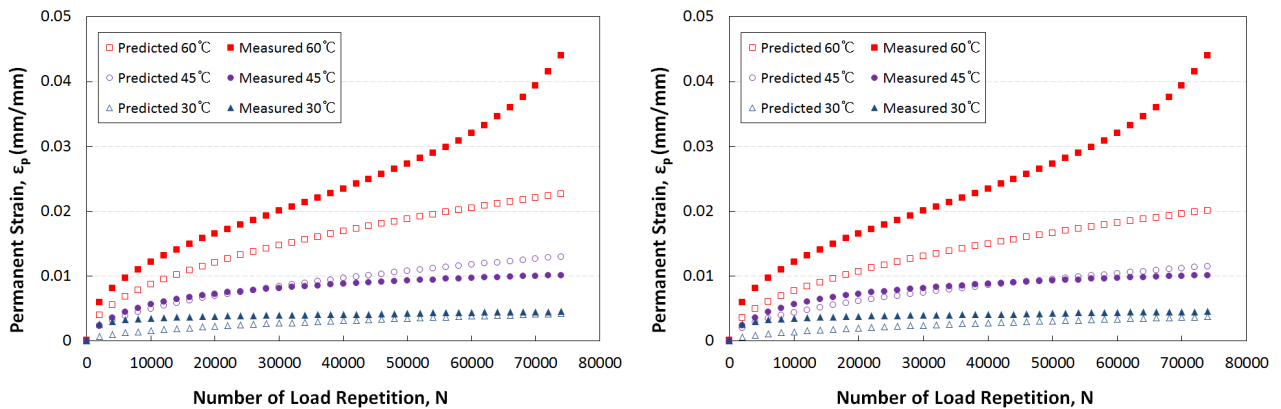 0.05
0.04
0.03
0.02
0.01
0
Permanent Strain, εp (mm/mm)
Predicted 60℃ Measured 60℃
Predicted 45℃ Measured 45℃
Predicted 30℃ Measured 30℃
0 10000 20000 30000 40000 50000 60000 70000 80000
Number of Load Repetition, N
0.05
0.04
0.03
0.02
0.01
0
Permanent Strain, εp (mm/mm)
Predicted 60℃ Measured 60℃
Predicted 45℃ Measured 45℃
Predicted 30℃ Measured 30℃
0 10000 20000 30000 40000 50000 60000 70000 80000
Number of Load Repetition, N